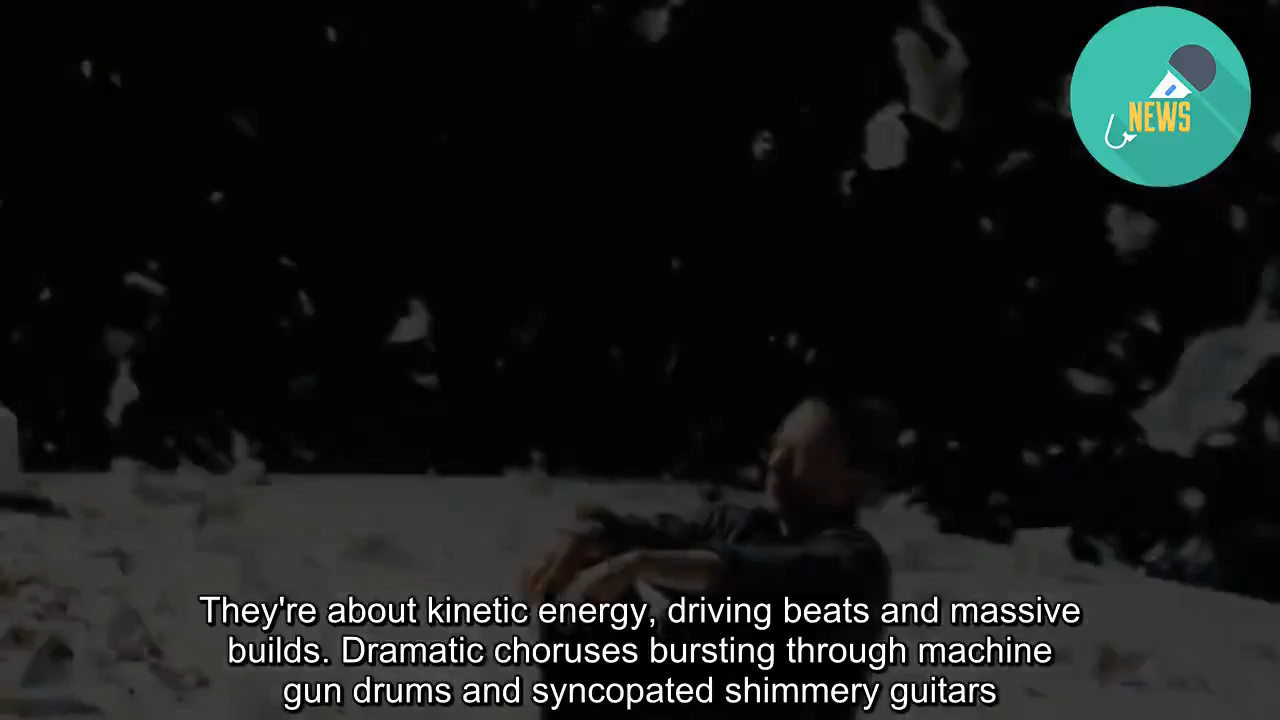 NEWS
They're about kinetic energy, driving beats and massive
builds. Dramatic choruses bursting through machine
gun drums and syncopated shimmery guitars